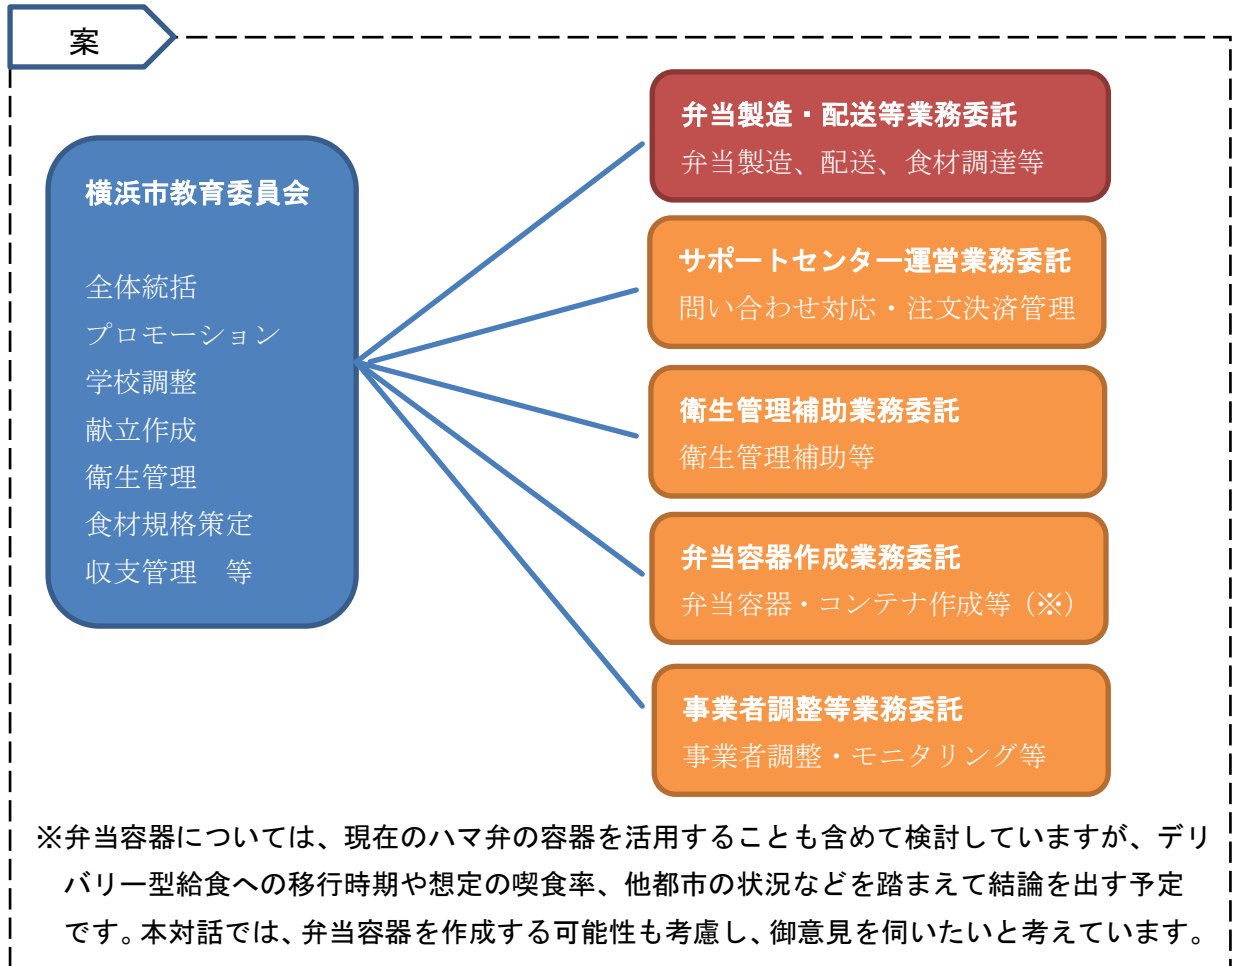 案
横浜市教育委員会
全体統括
プロモーション
学校調整
献立作成
衛生管理
食材規格策定
収支管理　等
弁当製造・配送等業務委託
弁当製造、配送、食材調達等
サポートセンター運営業務委託
問い合わせ対応・注文決済管理
衛生管理補助業務委託
衛生管理補助等
弁当容器作成業務委託
弁当容器・コンテナ作成等（※）
事業者調整等業務委託
事業者調整・モニタリング等
※弁当容器については、現在のハマ弁の容器を活用することも含めて検討していますが、デリ
バリー型給食への移行時期や想定の喫食率、他都市の状況などを踏まえて結論を出す予定
です。本対話では、弁当容器を作成する可能性も考慮し、御意見を伺いたいと考えています。